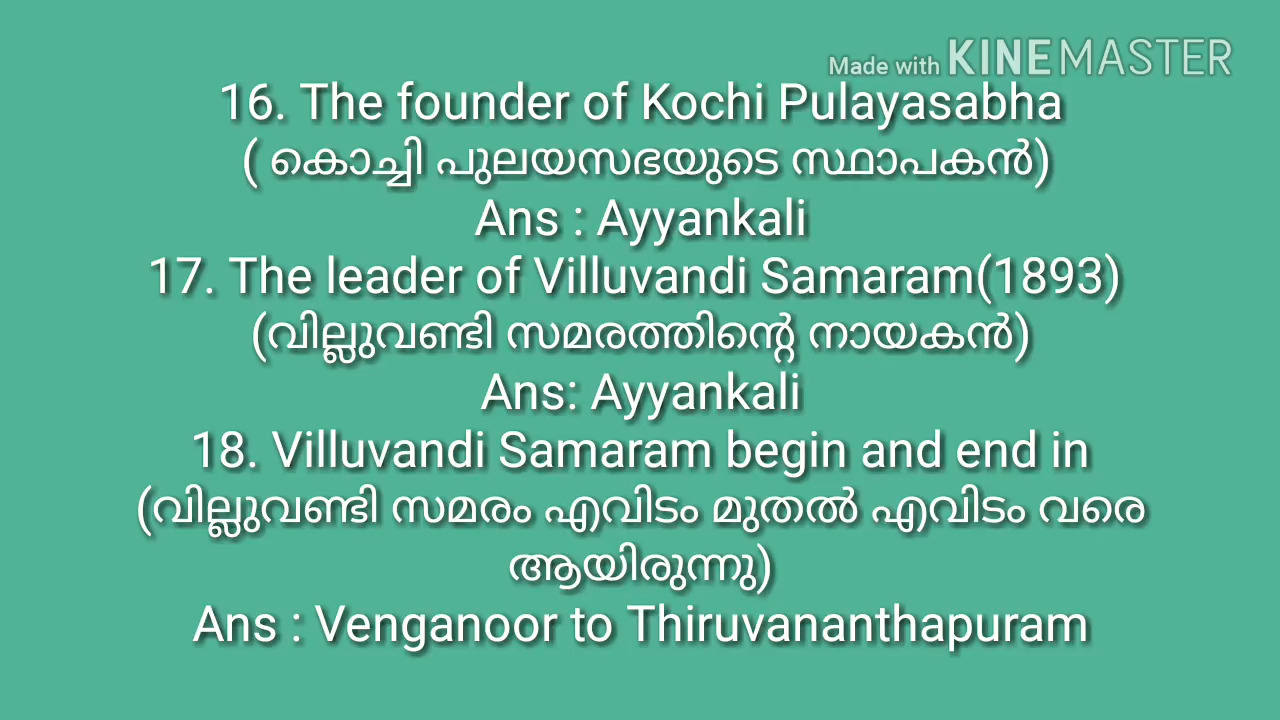 Made with KINEMASTER
16. The founder of Kochi Pulayasabha
( കൊച്ചി പുലയസഭയുടെ സ്ഥാപകൻ)
Ans : Ayyankali
17. The leader of Villuvandi Samaram(1893)
(വില്ലുവണ്ടി സമരത്തിന്റെ നായകൻ)
Ans: Ayyankali
18. Villuvandi Samaram begin and end in
(വില്ലുവണ്ടി സമരം എവിടം മുതൽ എവിടം വരെ
ആയിരുന്നു)
Ans : Venganoor to Thiruvananthapuram